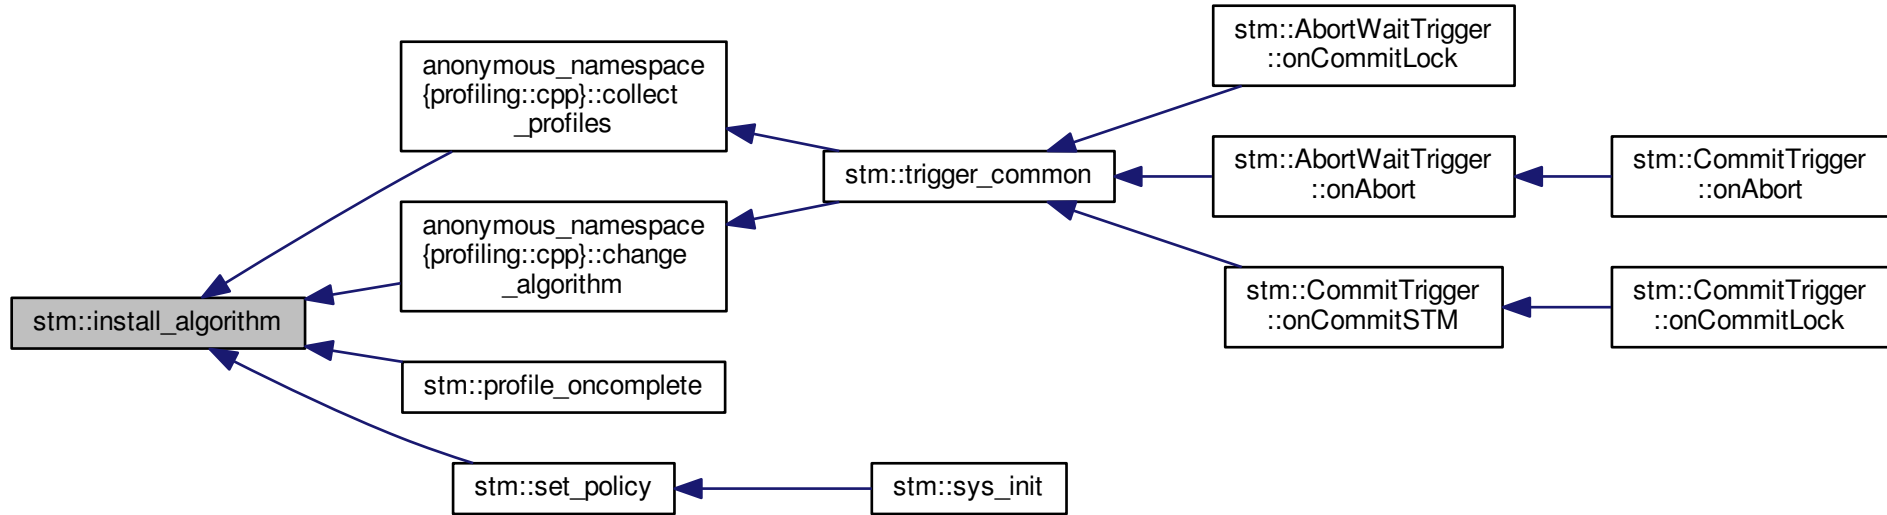 stm::install_algorithm
anonymous_namespace
{profiling::cpp}::collect
_profiles
anonymous_namespace
{profiling::cpp}::change
_algorithm
stm::profile_oncomplete
stm::set_policy
stm::trigger_common
stm::sys_init
stm::AbortWaitTrigger
::onCommitLock
stm::AbortWaitTrigger
::onAbort
stm::CommitTrigger
::onCommitSTM
stm::CommitTrigger
::onAbort
stm::CommitTrigger
::onCommitLock